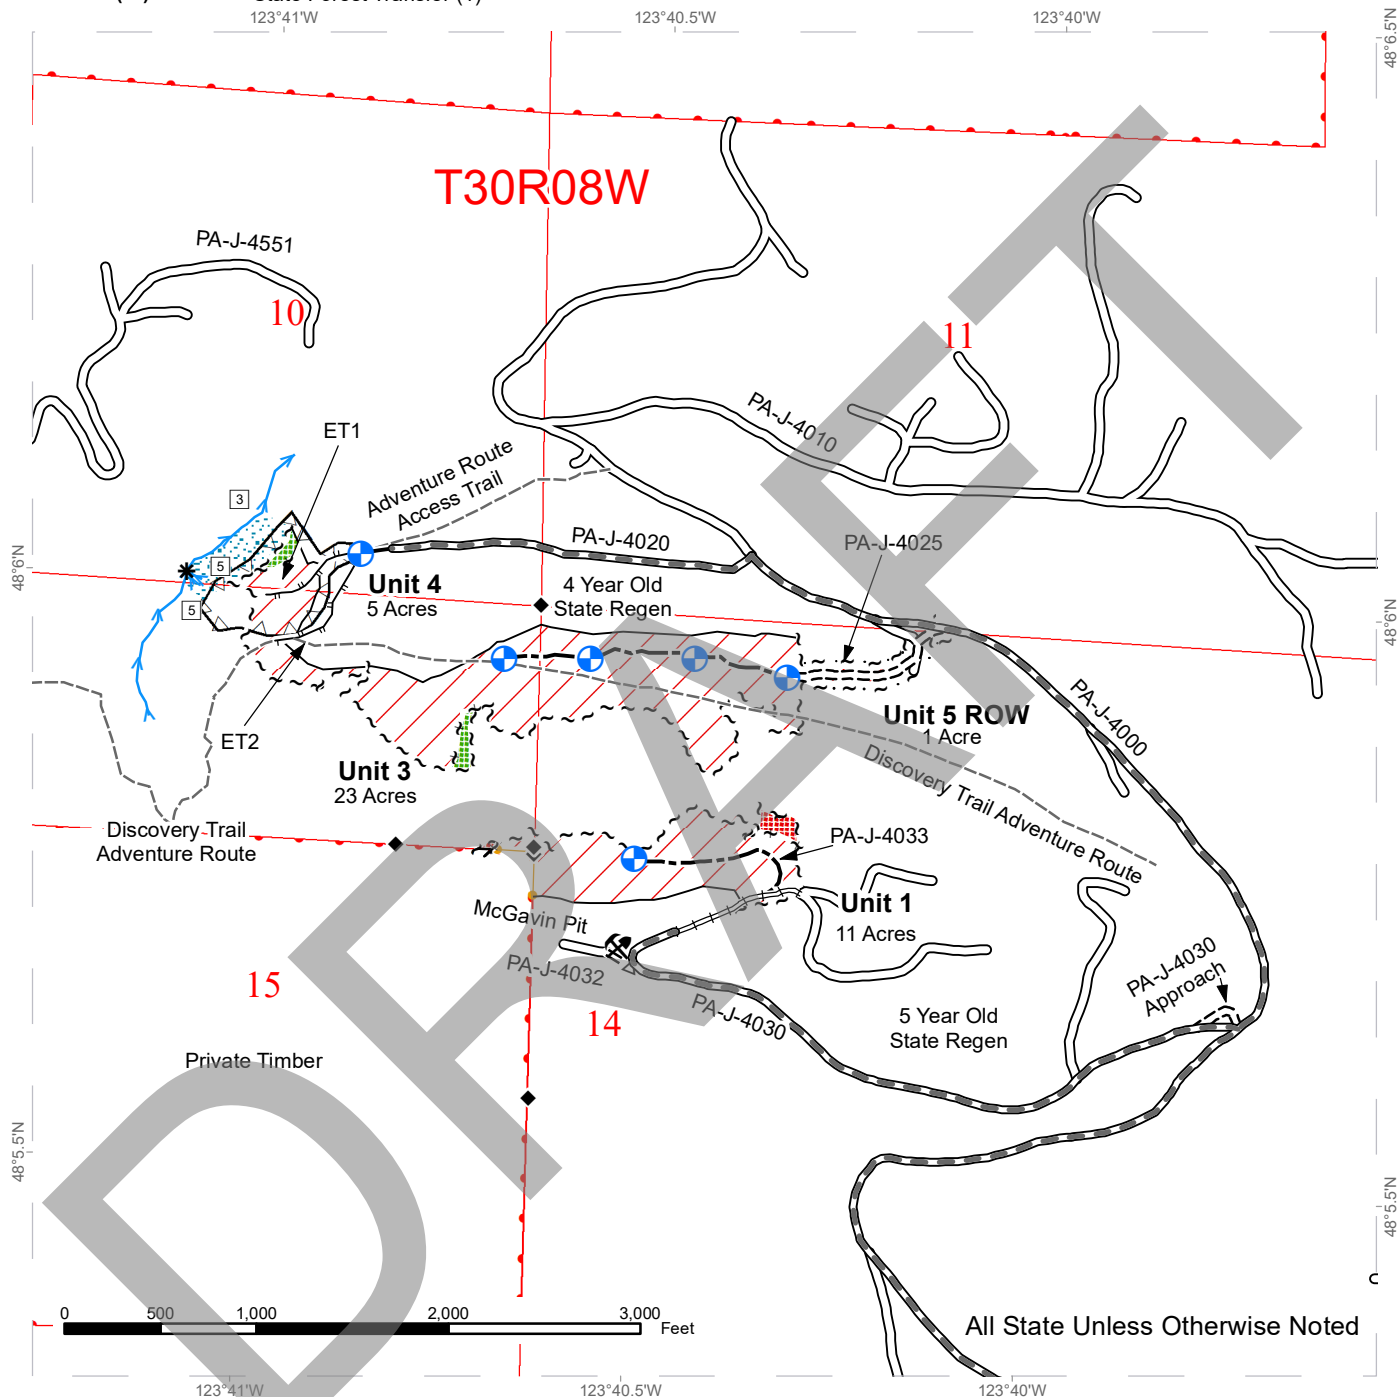 State Forest Transfer (1)
123°41'W
123°40.5'W
123°40'W
48°6.5'N
T30R08W
PA-J-4551
10
11
PA-J-4010
ET1
3
Adventure Route
Access Trail
PA-J-4020
PA-J-4025
48°6'N
5
Unit 4
5 Acres
4 Year Old
State Regen
5
48°6'N
ET2
PA-J-4000
Unit 5 ROW
1 Acre
Unit 3
23 Acres
Discovery Trail Adventure Route
Discovery Trail
Adventure Route
PA-J-4033
Unit 1
11 Acres
McGavin Pit
PA-J-4032
PA-J-4030
PA-J-4030
Approach
15
14
5 Year Old
State Regen
Private Timber
48°5.5'N
48°5.5'N
DRAFT
0 500 1,000 2,000 3,000
Feet
All State Unless Otherwise Noted
123°41'W
123°40.5'W
123°40'W